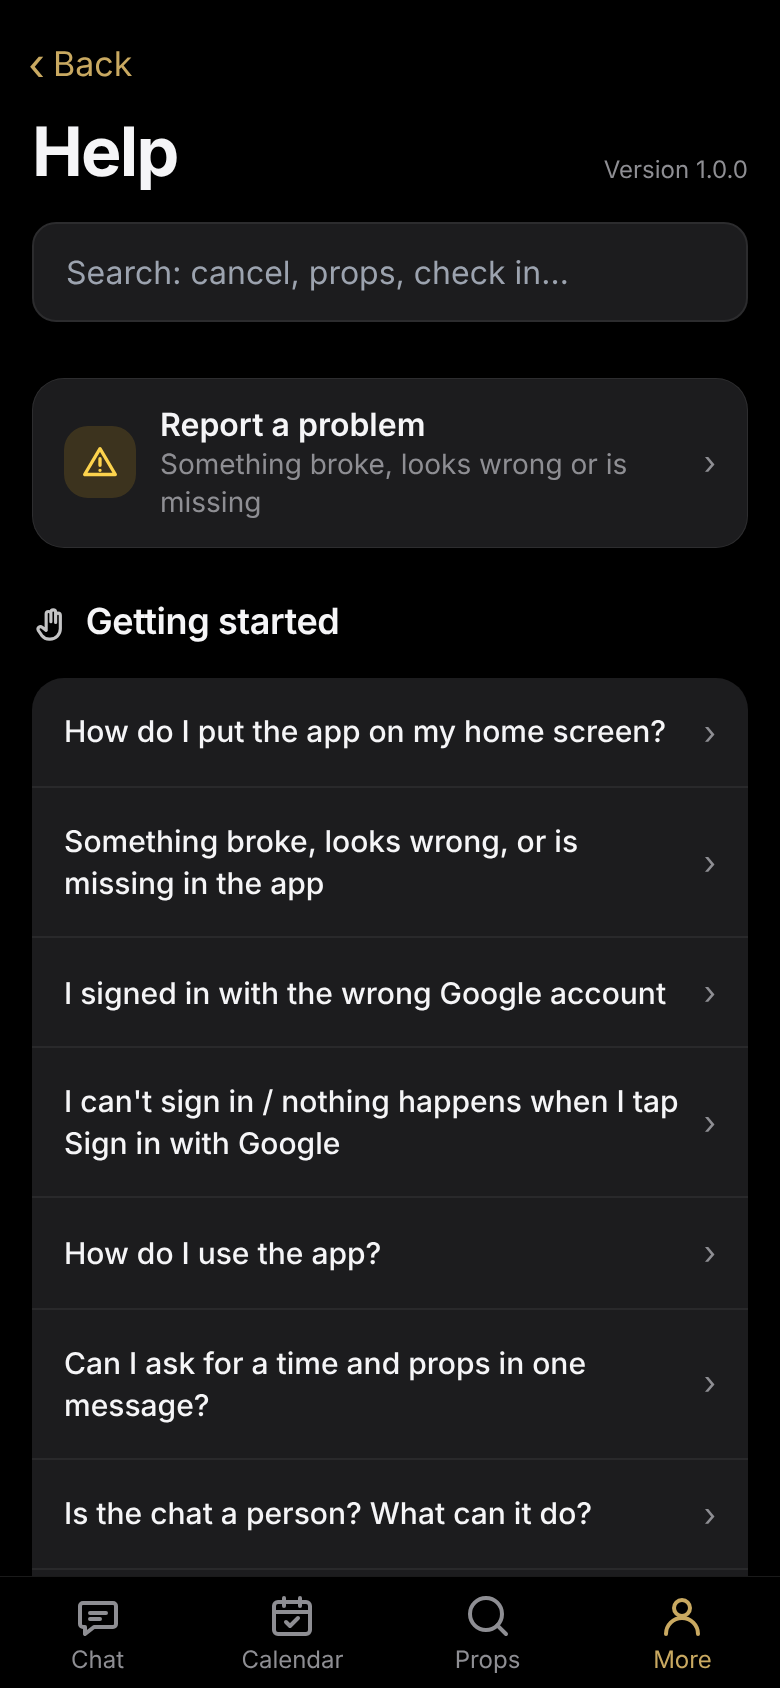 ‹ Back
Help
Version 1.0.0
Search: cancel, props, check in...
Report a problem
Something broke, looks wrong or is
missing
Getting started
How do I put the app on my home screen?
Something broke, looks wrong, or is
missing in the app
I signed in with the wrong Google account
I can't sign in / nothing happens when I tap
Sign in with Google
How do I use the app?
Can I ask for a time and props in one
message?
Is the chat a person? What can it do?
Chat
Calendar
Props
More